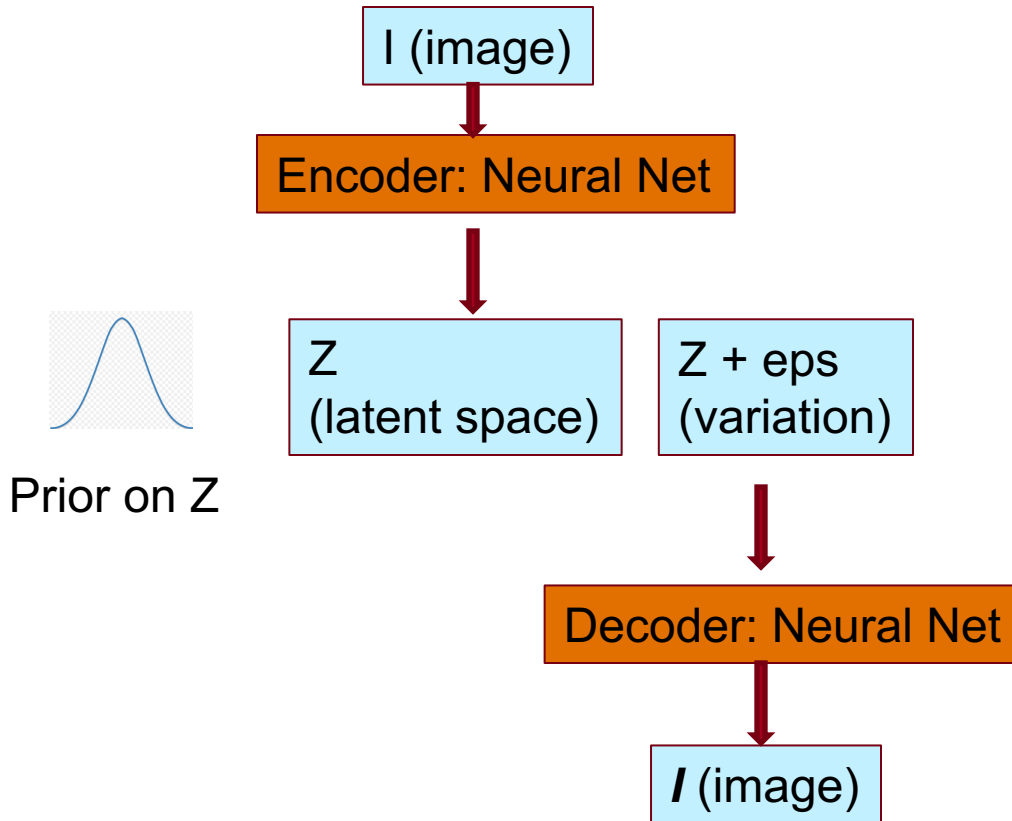 I (image)
Encoder: Neural Net
Z
(latent space)
Z + eps
(variation)
Prior on Z
Decoder: Neural Net
I (image)